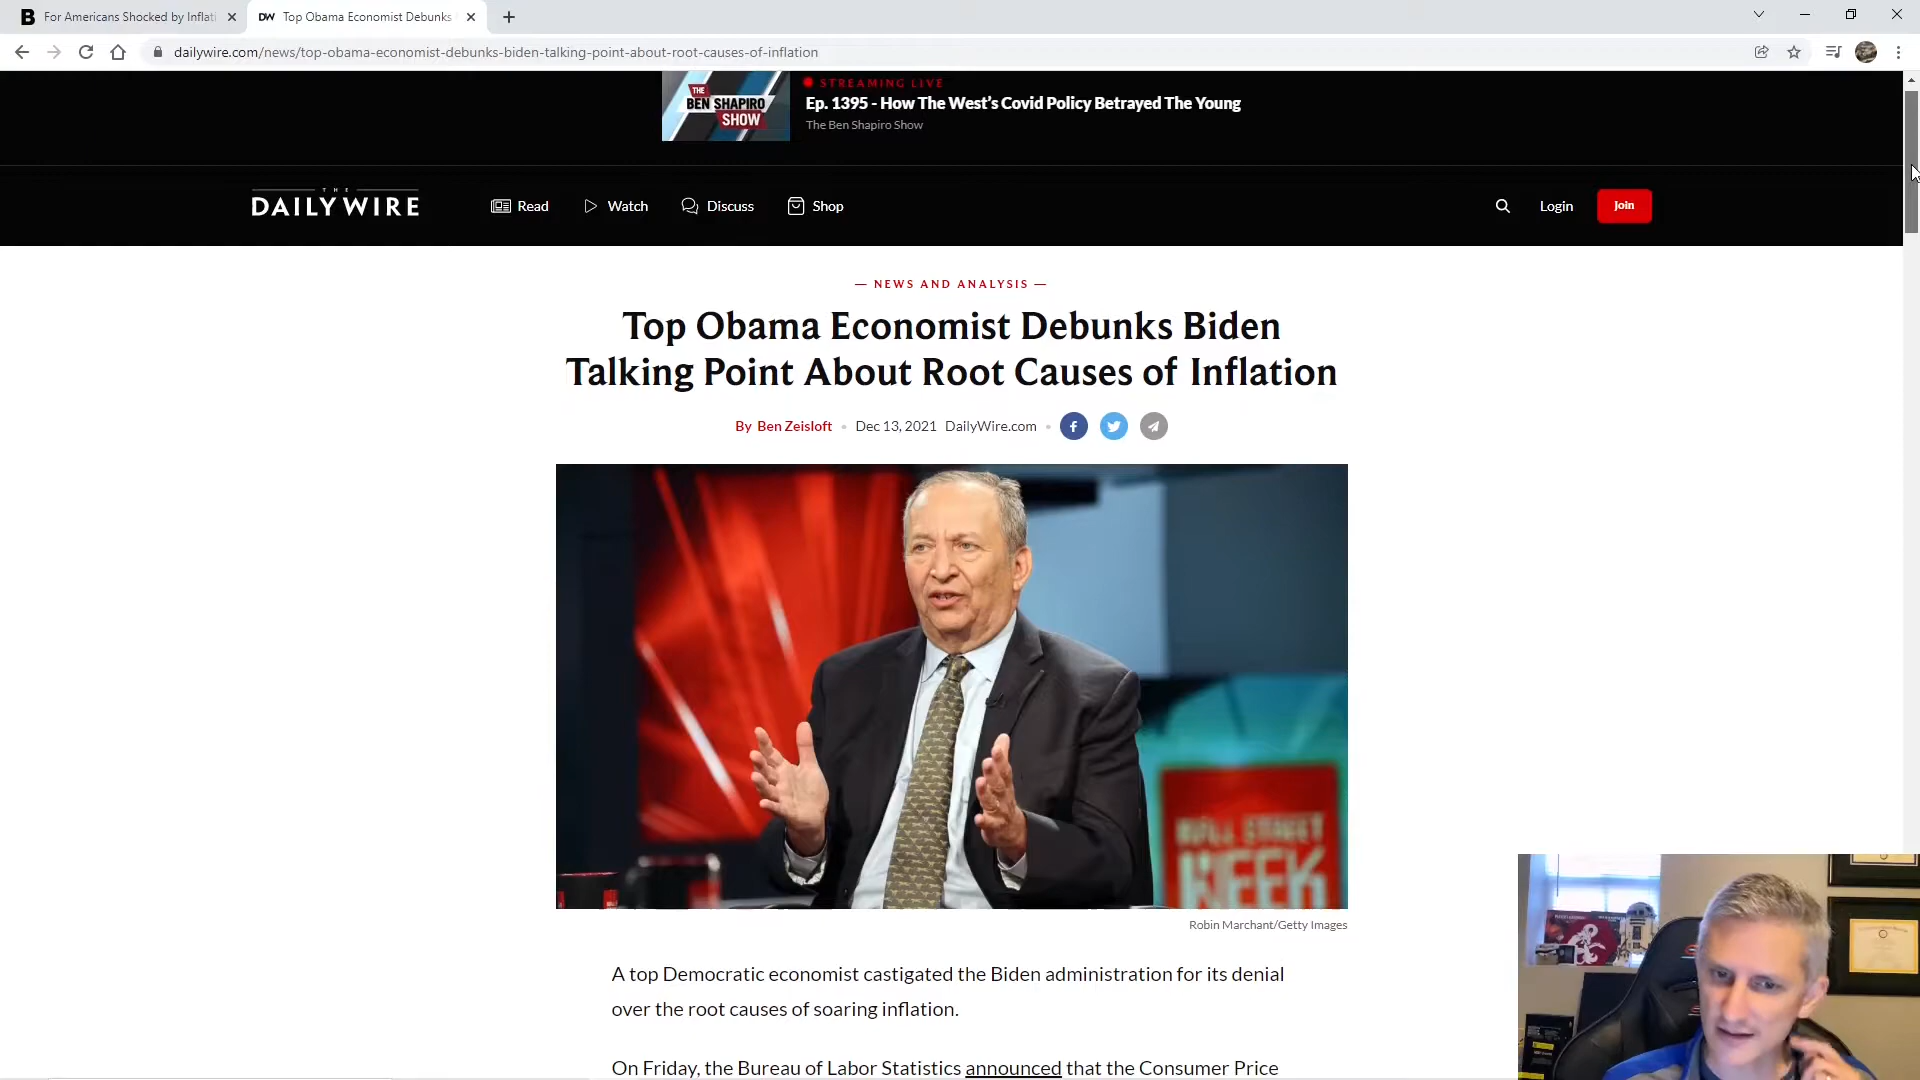 For Americans Shocked by Inflati
DW Top Obama Economist Debunks
dailywire.com/news/top-obama-economist-debunks-biden-talking-point-about-root-causes-of-inflation
THE
BEN SHAPIRO
SHOW
STREAMING LIVE
Ep. 1395 - How The West's Covid Policy Betrayed The Young
The Ben Shapiro Show
THE
DAILYWIRE
Read
Watch
Discuss
Shop
Login
Join
— NEWS AND ANALYSIS —
Top Obama Economist Debunks Biden
Talking Point About Root Causes of Inflation
By Ben Zeisloft • Dec 13, 2021 DailyWire.com •
WALL STREET
WEEK
Robin Marchant/Getty Images
A top Democratic economist castigated the Biden administration for its denial
over the root causes of soaring inflation.
On Friday, the Bureau of Labor Statistics announced that the Consumer Price